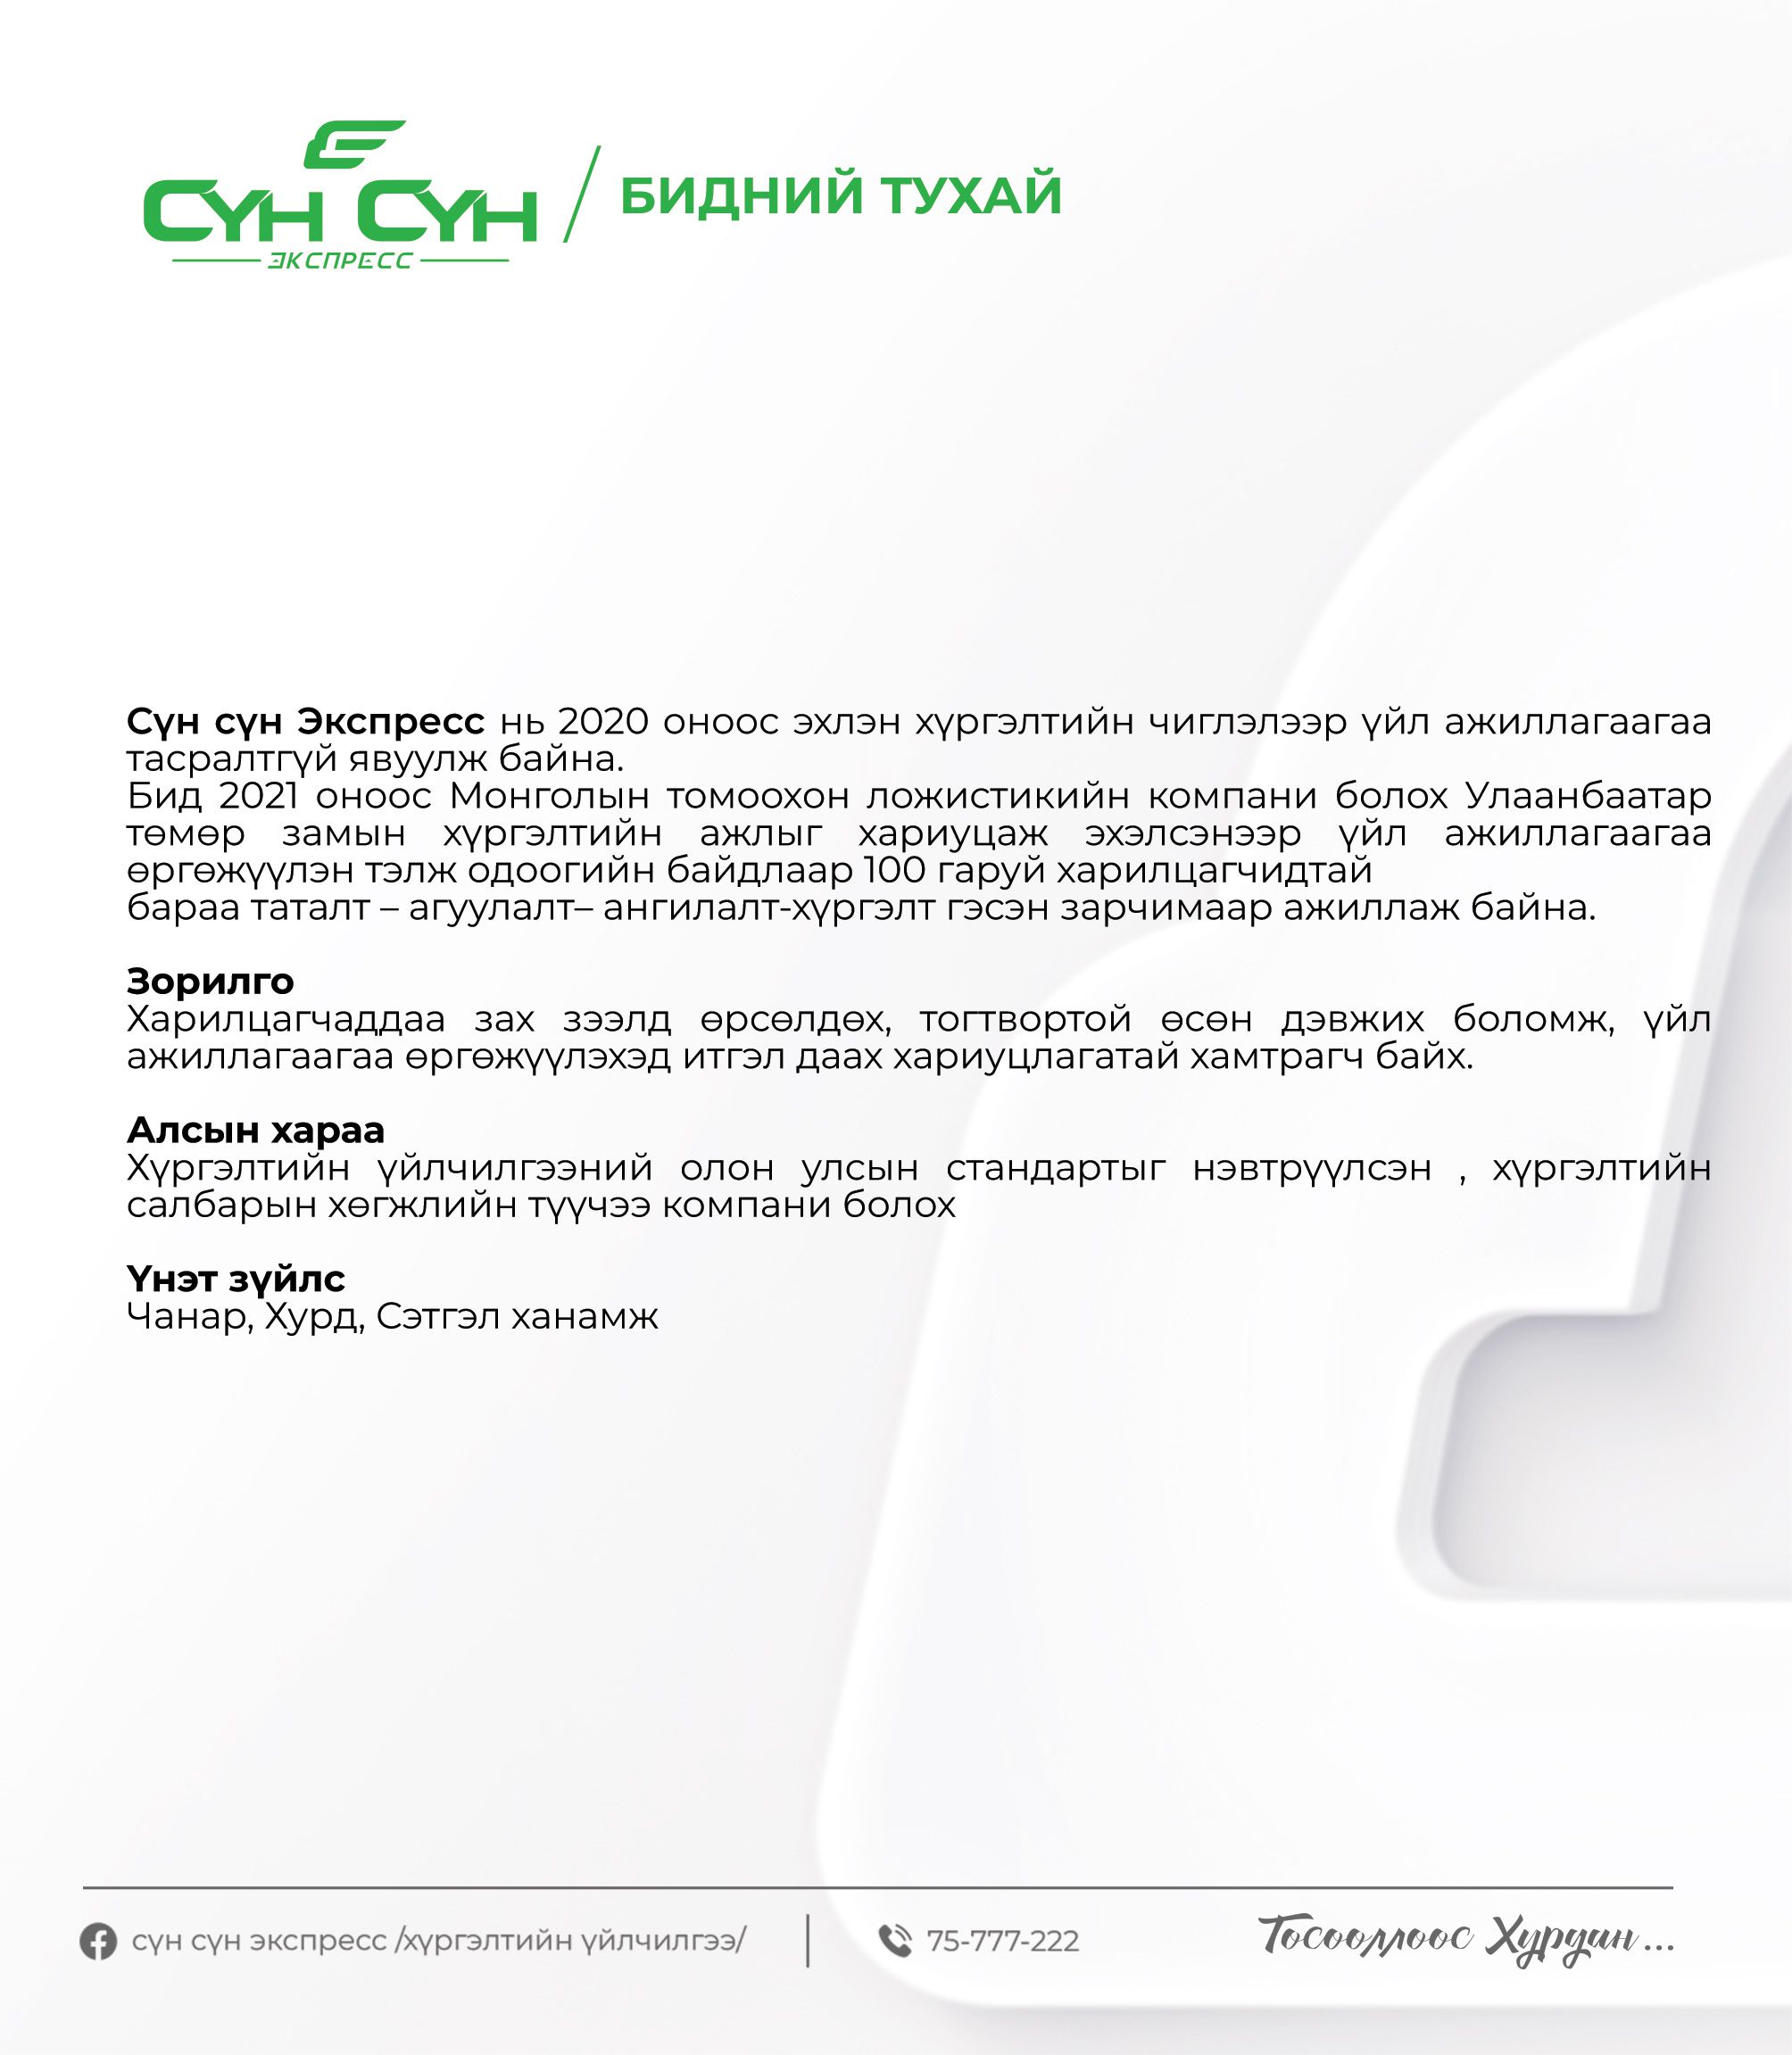 СҮН СҮН
ЭКСПРЕСС
БИДНИЙ ТУХАЙ
Сүн сүн Экспресс нь 2020 оноос эхлэн хүргэлтийн чиглэлээр үйл ажиллагаагаа
тасралтгүй явуулж байна.
Бид 2021 оноос Монголын томоохон ложистикийн компани болох Улаанбаатар
төмөр замын хүргэлтийн ажлыг хариуцаж эхэлсэнээр үйл ажиллагаагаа
өргөжүүлэн тэлж одоогийн байдлаар 100 гаруй харилцагчидтай
бараа таталт – агуулалт– ангилалт-хүргэлт гэсэн зарчимаар ажиллаж байна.
Зорилго
Харилцагчаддаа зах зээлд өрсөлдөх, тогтвортой өсөн дэвжих боломж, үйл
ажиллагаагаа өргөжүүлэхэд итгэл даах хариуцлагатай хамтрагч байх.
Алсын хараа
Хүргэлтийн үйлчилгээний олон улсын стандартыг нэвтрүүлсэн , хүргэлтийн
салбарын хөгжлийн түүчээ компани болох
Үнэт зүйлс
Чанар, Хурд, Сэтгэл ханамж
сүн сүн экспресс /хүргэлтийн үйлчилгээ/
75-777-222
Төсөөллөөс Хурдан...